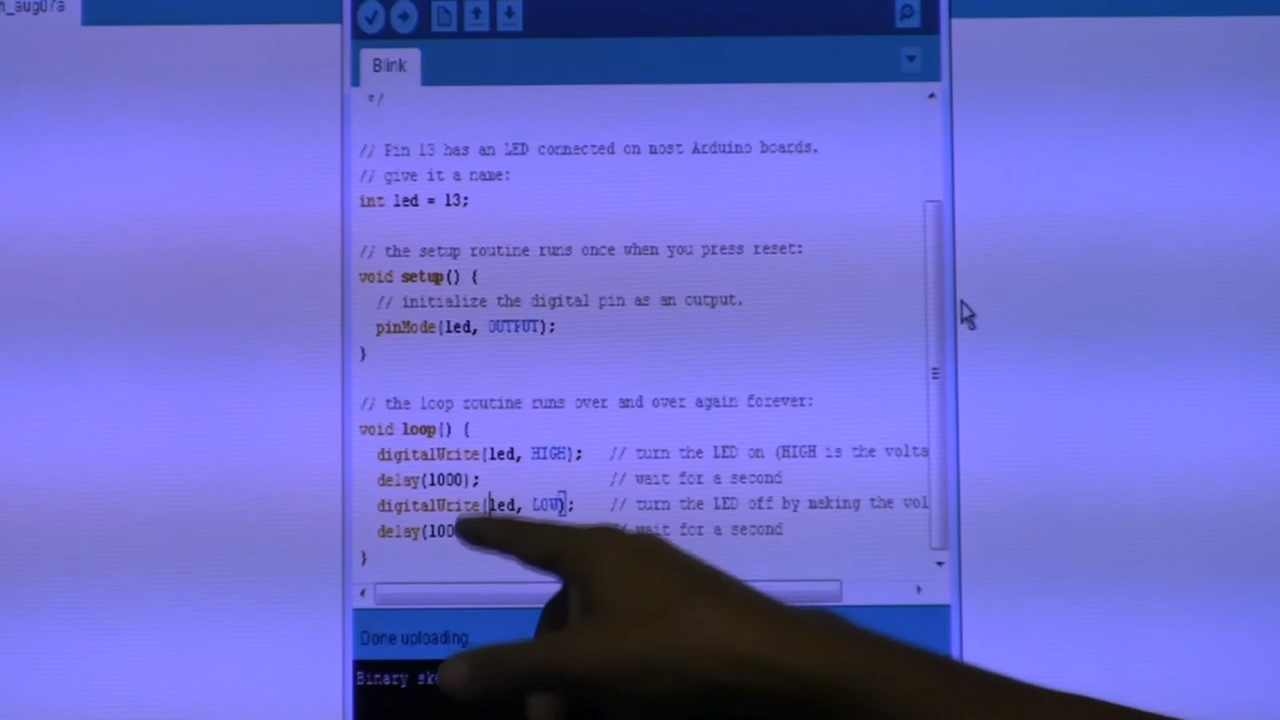 h_aug07a
Blink
*/
// Pin 13 has an LED connected on most Arduino boards.
// give it a name:
int led = 13;
// the setup routine runs once when you press reset:
void setup() {
// initialize the digital pin as an output.
pinMode(led, OUTPUT);
}
// the loop routine runs over and over again forever:
void loop() {
digitalWrite(led, HIGH); // turn the LED on (HIGH is the volta
delay(1000); // wait for a second
digitalWrite(led, LOW); // turn the LED off by making the vol
delay(100 // wait for a second
}
Done uploading.
Binary sk